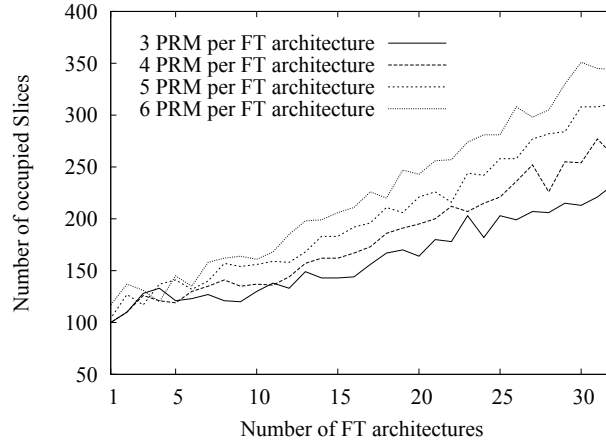 400
350
300
250
200
150
100
50
Number of occupied Slices
3 PRM per FT architecture
4 PRM per FT architecture
5 PRM per FT architecture
6 PRM per FT architecture
1 5 10 15 20 25 30
Number of FT architectures